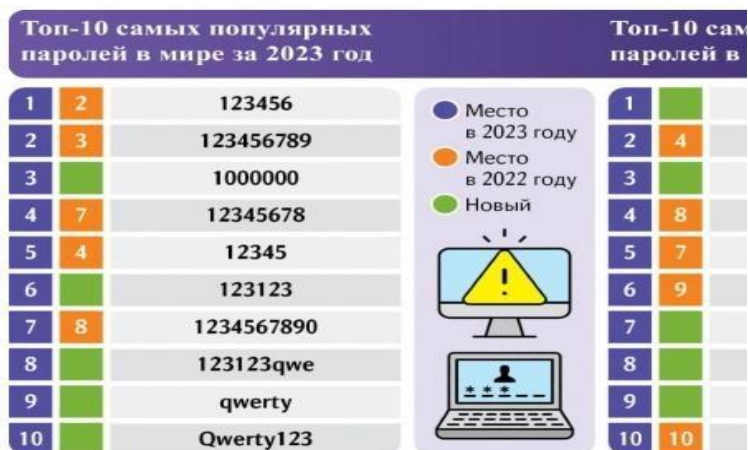 Топ-10 самых популярных
паролей в мире за 2023 год
1 2 123456
2 3 123456789
3 1000000
4 7 12345678
5 4 12345
6 123123
7 8 1234567890
8 123123qwe
9 qwerty
10 Qwerty123
Место
в 2023 году
Место
в 2022 году
Новый
! 
* * *
Топ-10 сам
паролей в
1
2 4
3
4 8
5 7
6 9
7
8
9
10 10